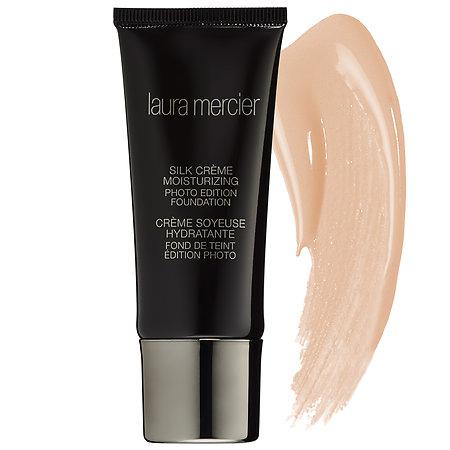 laura mercier
SILK CRÈME
MOISTURIZING
PHOTO EDITION
FOUNDATION
CRÈME SOYEUSE
HYDRATANTE
FOND DE TEINT
ÉDITION PHOTO